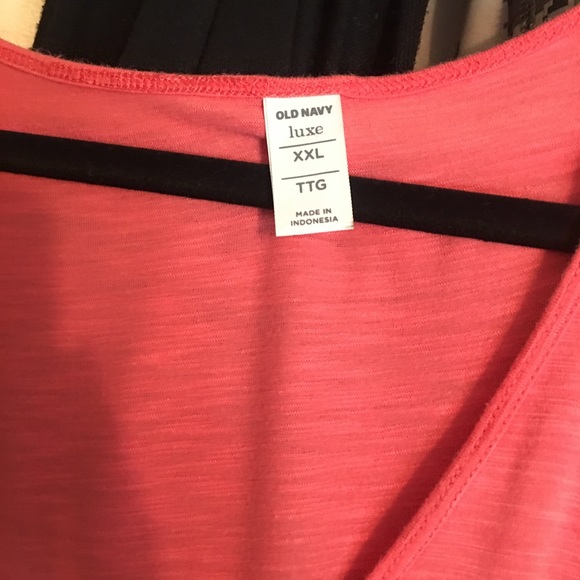 OLD NAVY
luxe
XXL
TTG
MADE IN
INDONESIA